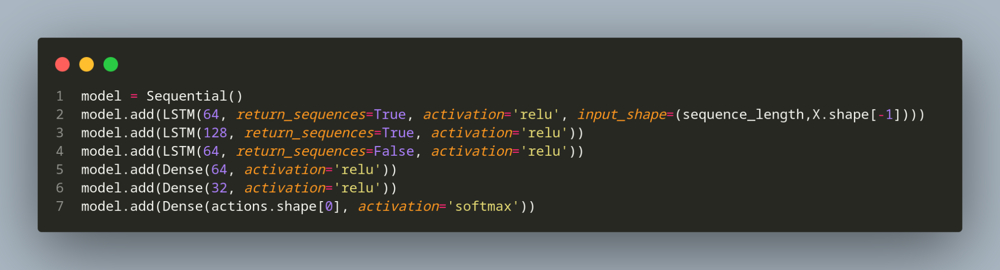 1 model = Sequential()
2 model.add(LSTM(64, return_sequences=True, activation='relu', input_shape=(sequence_length,X.shape[-1])))
3 model.add(LSTM(128, return_sequences=True, activation='relu'))
4 model.add(LSTM(64, return_sequences=False, activation='relu'))
5 model.add(Dense(64, activation='relu'))
6 model.add(Dense(32, activation='relu'))
7 model.add(Dense(actions.shape[0], activation='softmax'))